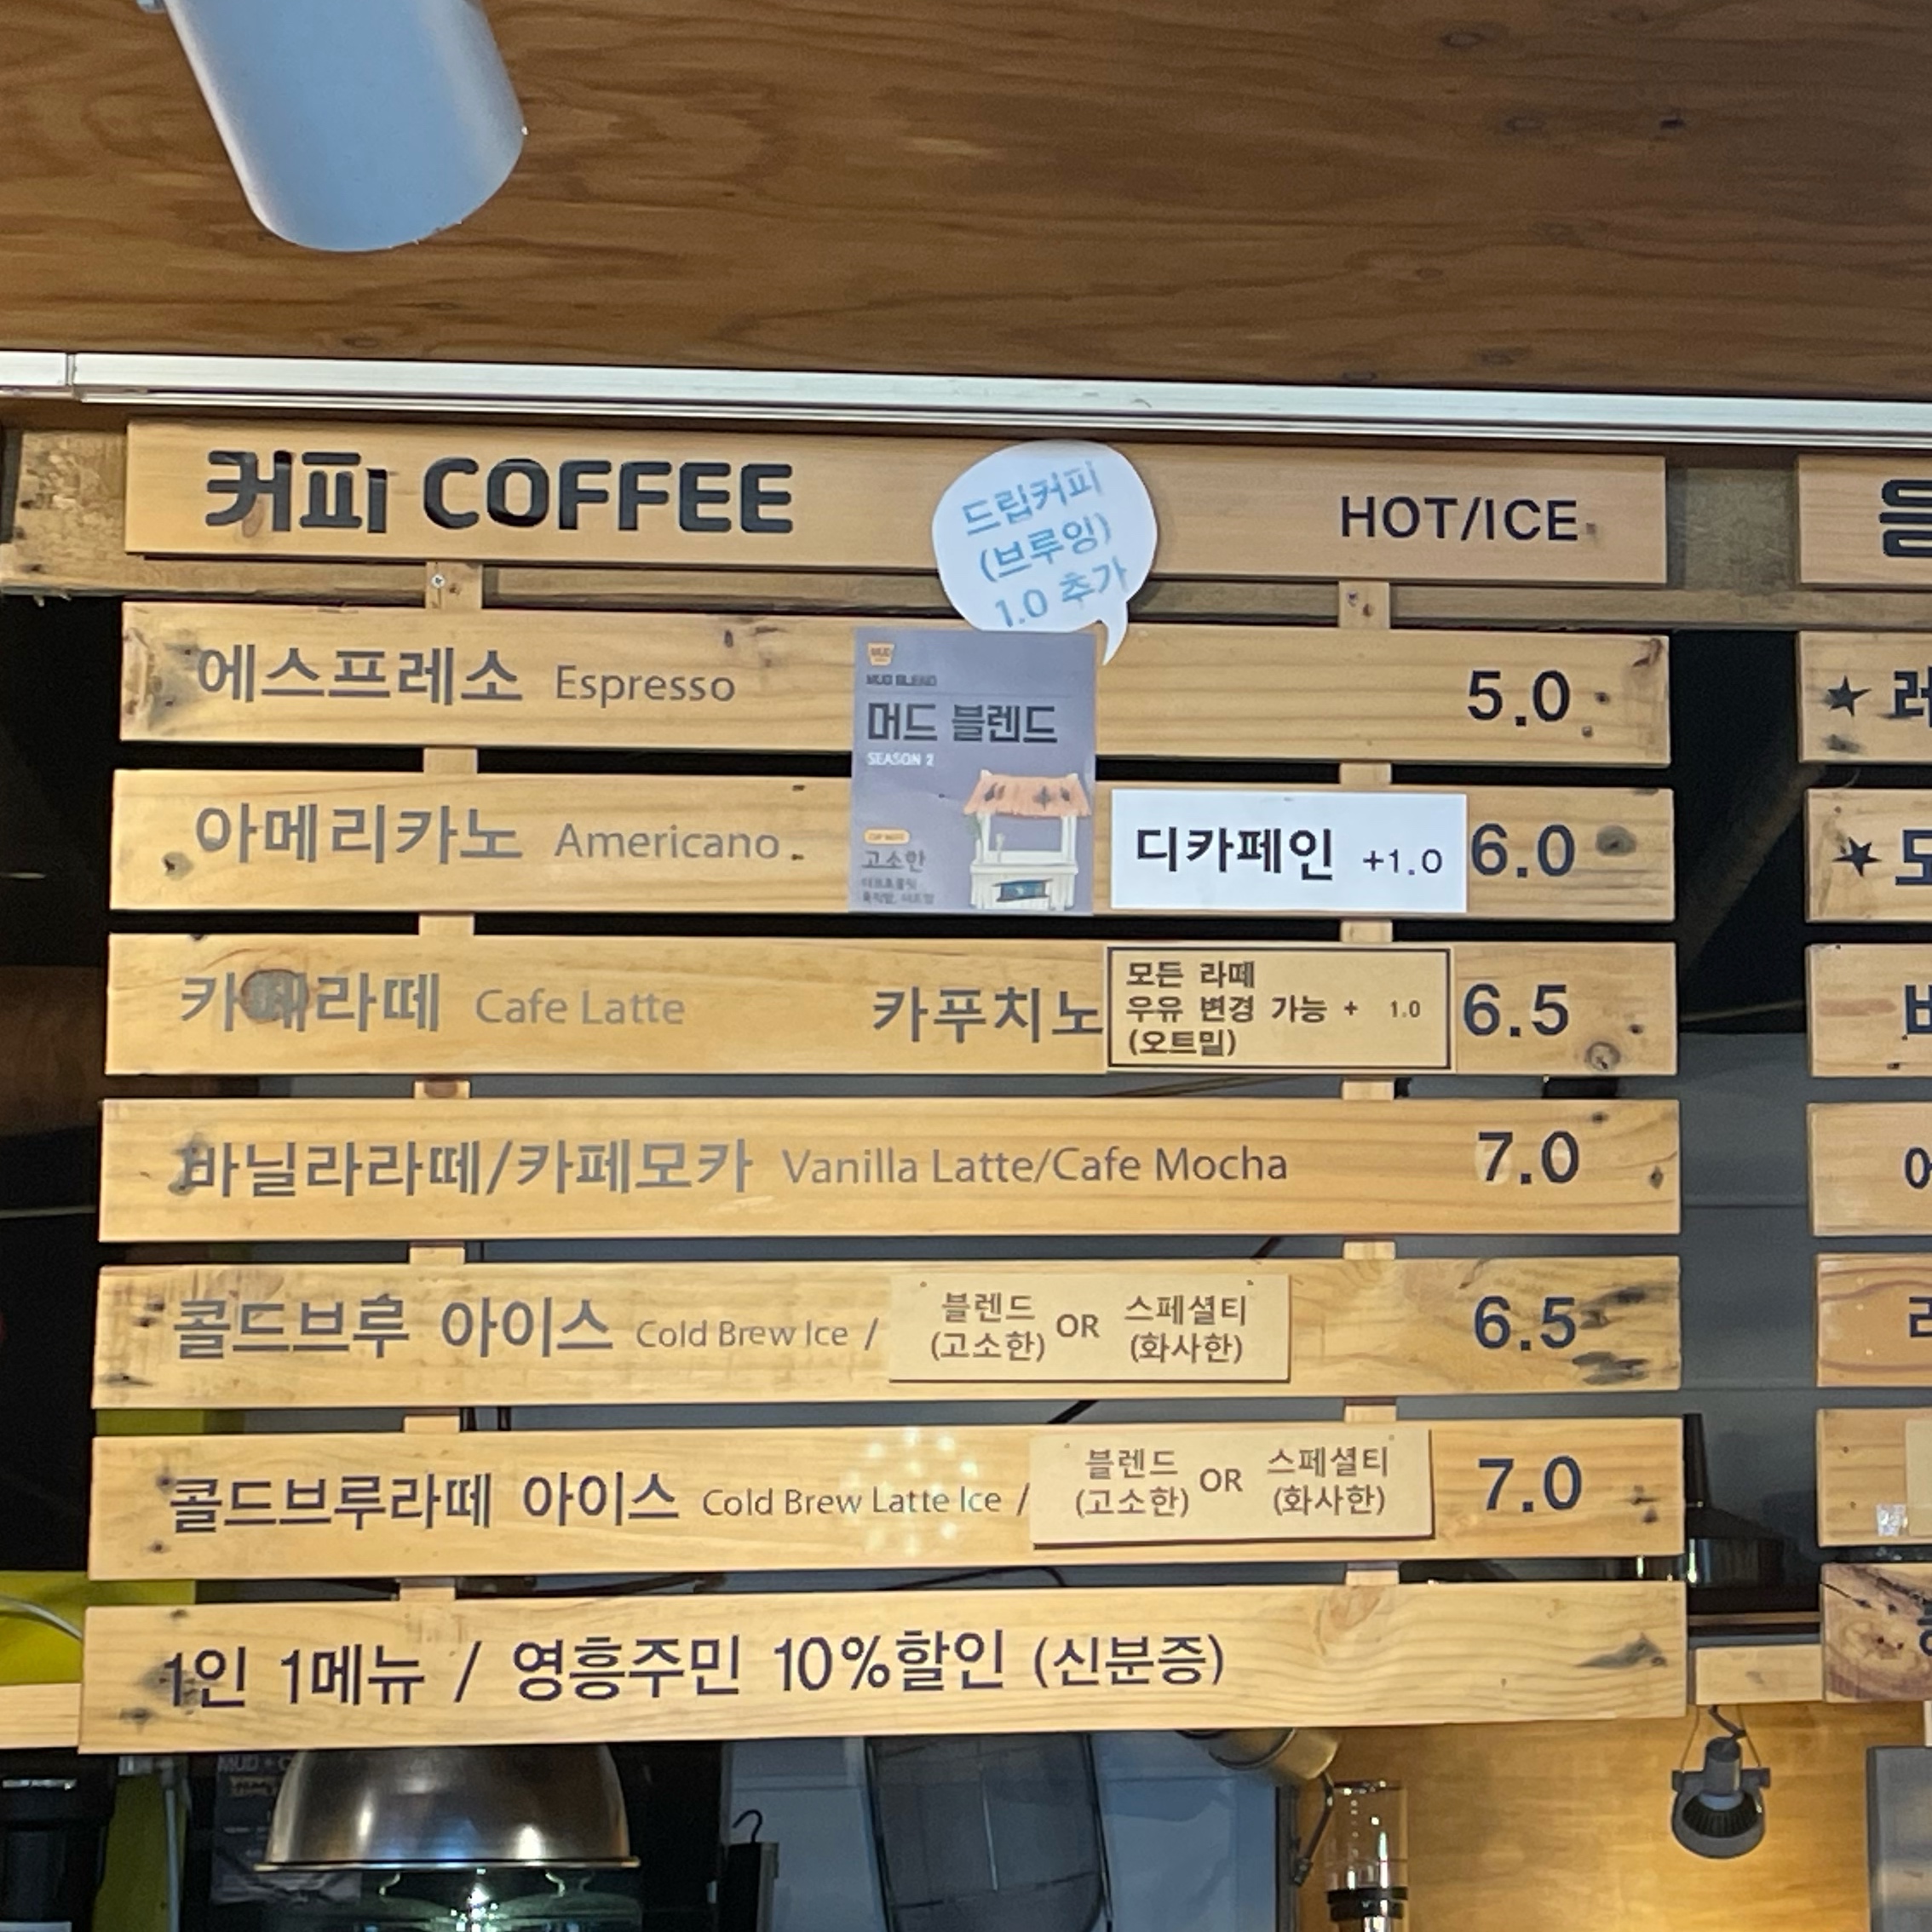 커피 COFFEE
HOT/ICE
드립커피
(브루잉)
1.0 추가
에스프레소 Espresso 5.0
MUD BLEND
머드 블렌드
SEASON 2
고소한
아메리카노 Americano 디카페인 +1.0 6.0
카페라떼 Cafe Latte 카푸치노 6.5
모든 라떼
우유 변경 가능 + 1.0
(오트밀)
바닐라라떼/카페모카 Vanilla Latte/Cafe Mocha 7.0
콜드브루 아이스 Cold Brew Ice / 6.5
블렌드 OR 스페셜티
(고소한) (화사한)
콜드브루라떼 아이스 Cold Brew Latte Ice / 7.0
블렌드 OR 스페셜티
(고소한) (화사한)
1인 1메뉴 / 영흥주민 10%할인 (신분증)